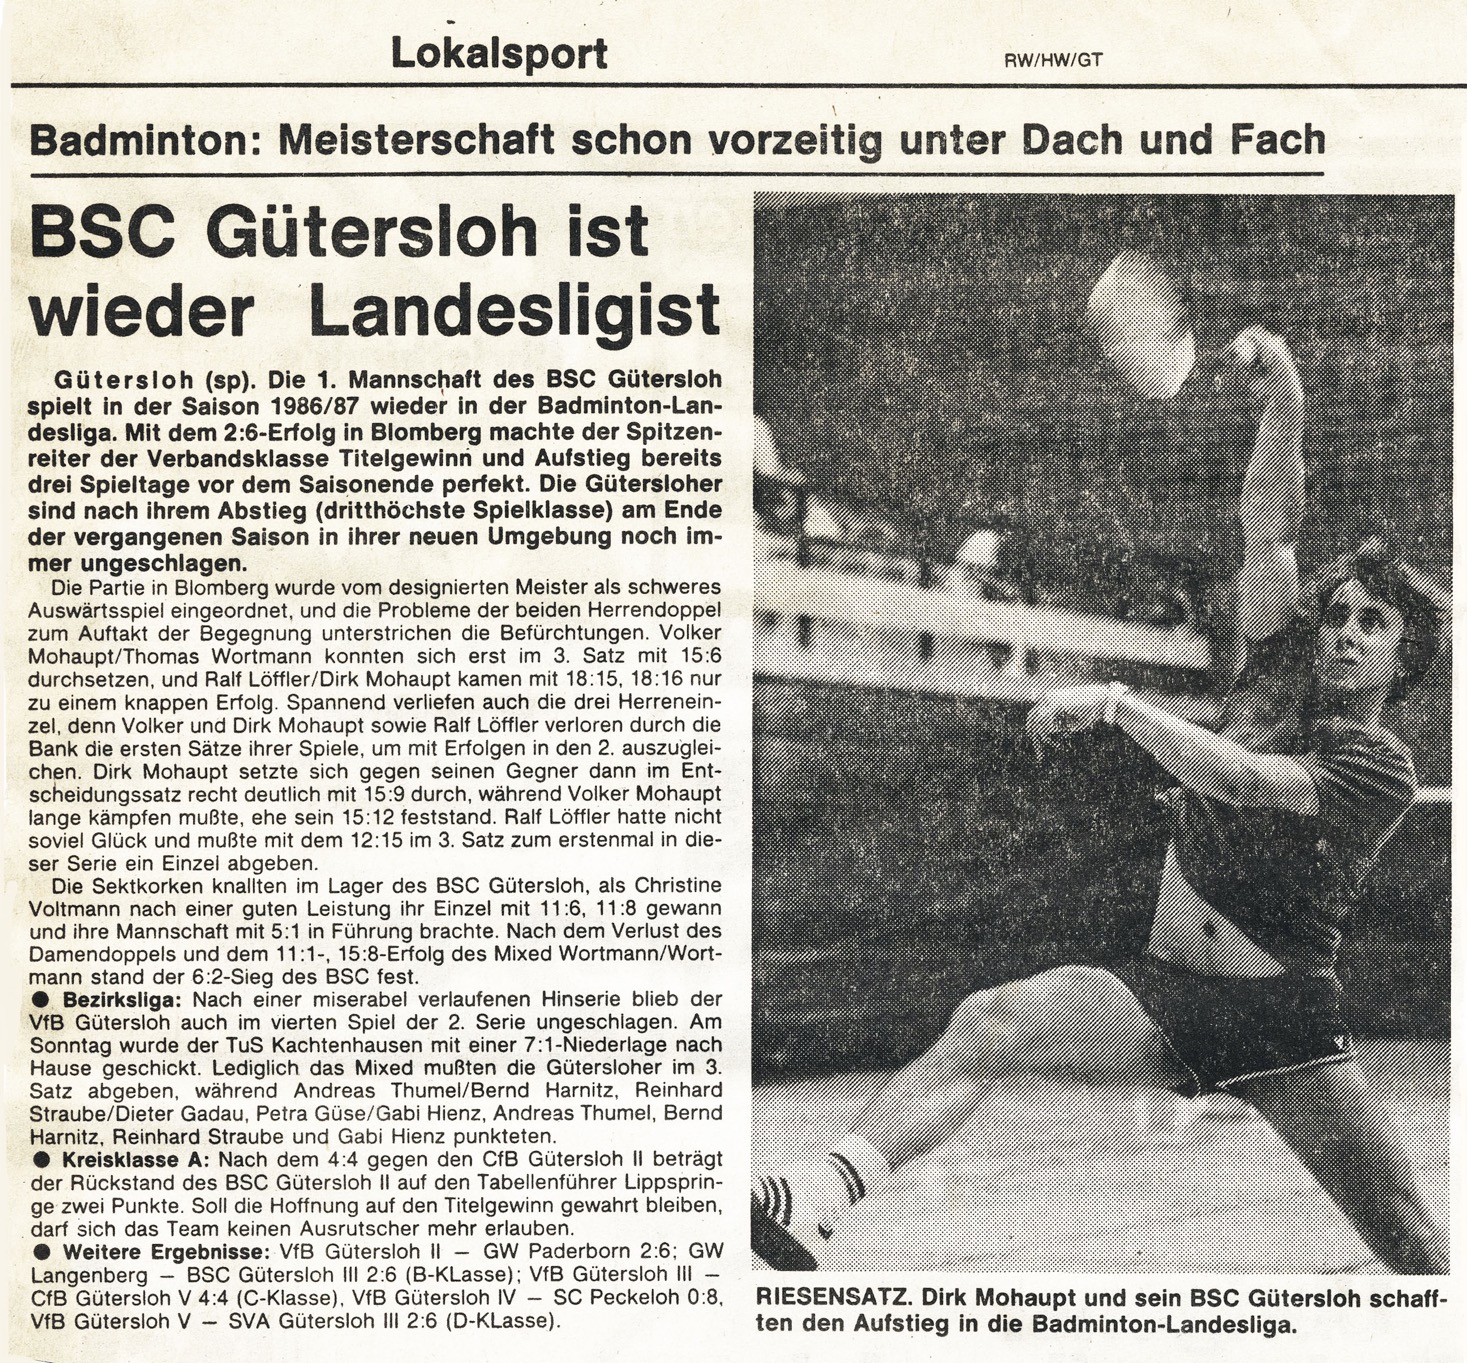 Lokalsport
RW/HW/GT
Badminton: Meisterschaft schon vorzeitig unter Dach und Fach
BSC Gütersloh ist
wieder Landesligist
Gütersloh (sp). Die 1. Mannschaft des BSC Gütersloh
spielt in der Saison 1986/87 wieder in der Badminton-Lan-
desliga. Mit dem 2:6-Erfolg in Blomberg machte der Spitzen-
reiter der Verbandsklasse Titelgewinn und Aufstieg bereits
drei Spieltage vor dem Saisonende perfekt. Die Gütersloher
sind nach ihrem Abstieg (dritthöchste Spielklasse) am Ende
der vergangenen Saison in ihrer neuen Umgebung noch im-
mer ungeschlagen.
Die Partie in Blomberg wurde vom designierten Meister als schweres
Auswärtsspiel eingeordnet, und die Probleme der beiden Herrendoppel
zum Auftakt der Begegnung unterstrichen die Befürchtungen. Volker
Mohaupt/Thomas Wortmann konnten sich erst im 3. Satz mit 15:6
durchsetzen, und Ralf Löffler/Dirk Mohaupt kamen mit 18:15, 18:16 nur
zu einem knappen Erfolg. Spannend verliefen auch die drei Herrenein-
zel, denn Volker und Dirk Mohaupt sowie Ralf Löffler verloren durch die
Bank die ersten Sätze ihrer Spiele, um mit Erfolgen in den 2. auszuglei-
chen. Dirk Mohaupt setzte sich gegen seinen Gegner dann im Ent-
scheidungssatz recht deutlich mit 15:9 durch, während Volker Mohaupt
lange kämpfen mußte, ehe sein 15:12 feststand. Ralf Löffler hatte nicht
soviel Glück und mußte mit dem 12:15 im 3. Satz zum erstenmal in die-
ser Serie ein Einzel abgeben.
Die Sektkorken knallten im Lager des BSC Gütersloh, als Christine
Voltmann nach einer guten Leistung ihr Einzel mit 11:6, 11:8 gewann
und ihre Mannschaft mit 5:1 in Führung brachte. Nach dem Verlust des
Damendoppels und dem 11:1-, 15:8-Erfolg des Mixed Wortmann/Wort-
mann stand der 6:2-Sieg des BSC fest.
● Bezirksliga: Nach einer miserabel verlaufenen Hinserie blieb der
VfB Gütersloh auch im vierten Spiel der 2. Serie ungeschlagen. Am
Sonntag wurde der TuS Kachtenhausen mit einer 7:1-Niederlage nach
Hause geschickt. Lediglich das Mixed mußten die Gütersloher im 3.
Satz abgeben, während Andreas Thumel/Bernd Harnitz, Reinhard
Straube/Dieter Gadau, Petra Güse/Gabi Hienz, Andreas Thumel, Bernd
Harnitz, Reinhard Straube und Gabi Hienz punkteten.
● Kreisklasse A: Nach dem 4:4 gegen den CfB Gütersloh II beträgt
der Rückstand des BSC Gütersloh II auf den Tabellenführer Lippsprin-
ge zwei Punkte. Soll die Hoffnung auf den Titelgewinn gewahrt bleiben,
darf sich das Team keinen Ausrutscher mehr erlauben.
● Weitere Ergebnisse: VfB Gütersloh II — GW Paderborn 2:6; GW
Langenberg — BSC Gütersloh III 2:6 (B-KLasse); VfB Gütersloh III —
CfB Gütersloh V 4:4 (C-Klasse), VfB Gütersloh IV — SC Peckeloh 0:8,
VfB Gütersloh V — SVA Gütersloh III 2:6 (D-KLasse).
RIESENSATZ. Dirk Mohaupt und sein BSC Gütersloh schaff-
ten den Aufstieg in die Badminton-Landesliga.